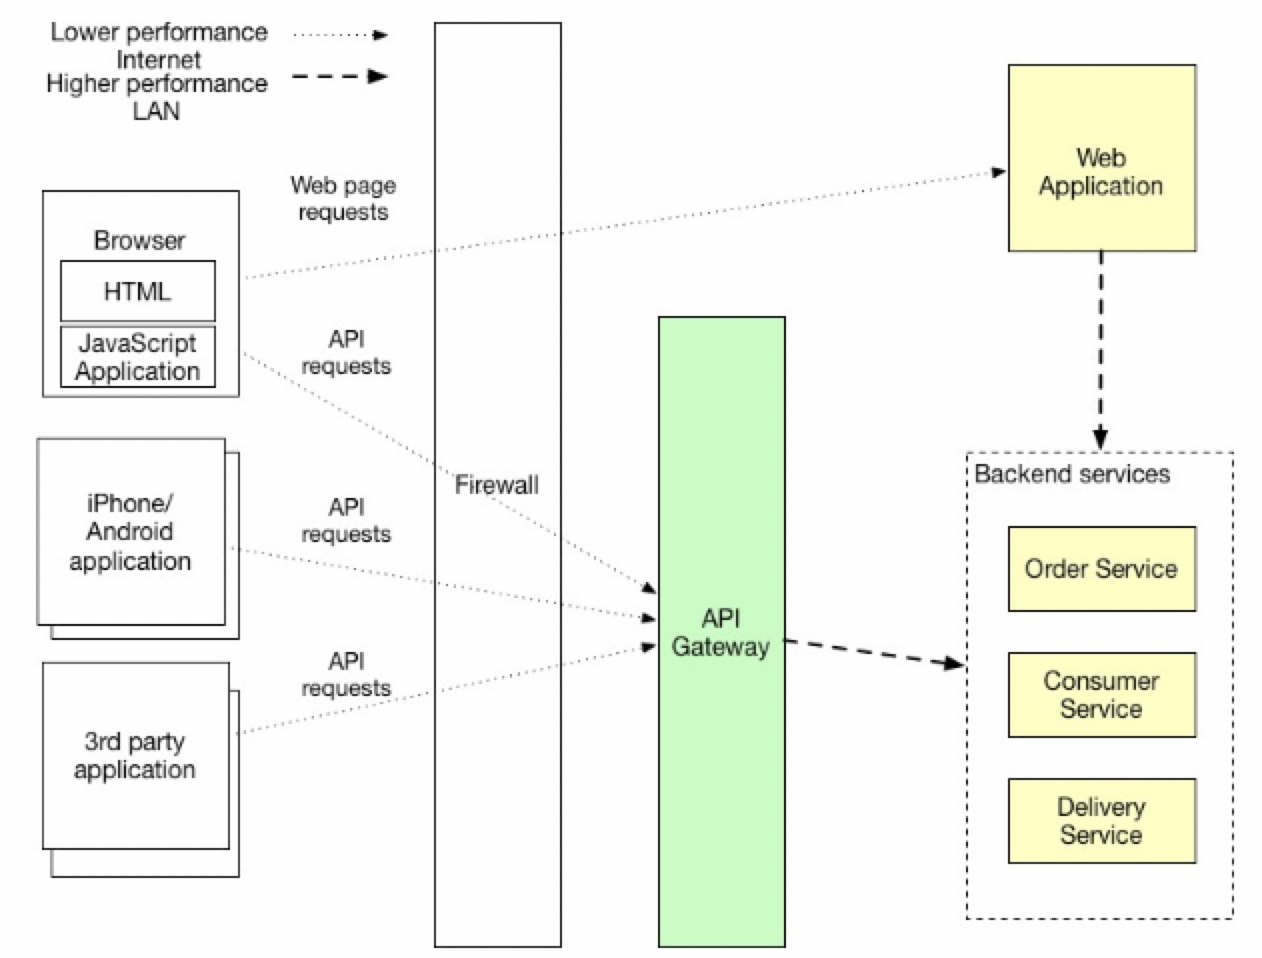 Lower performance
Internet
Higher performance
LAN
Web page
requests
Web
Application
Browser
HTML
JavaScript
Application
API
requests
iPhone/
Android
application
API
requests
Firewall
3rd party
application
API
requests
API
Gateway
Backend services
Order Service
Consumer
Service
Delivery
Service